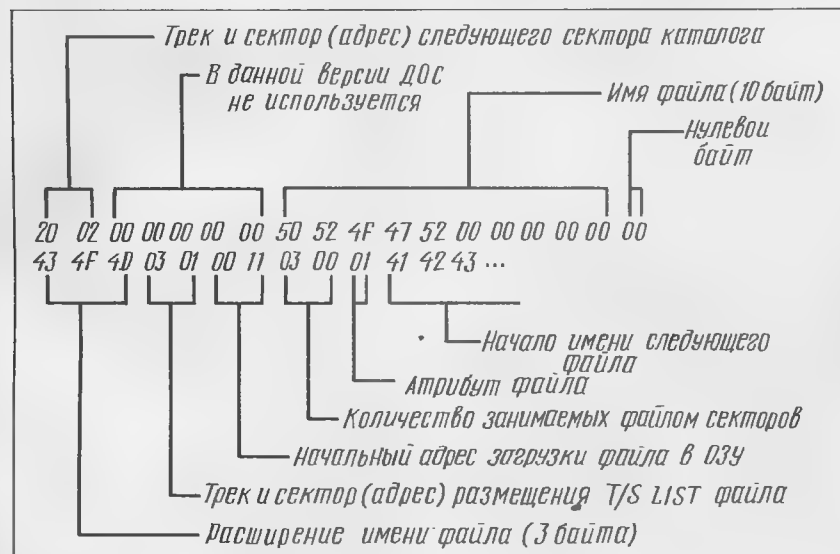 Трек и сектор (адрес) следующего сектора каталога
В данной версии ДОС
не используется
Имя файла (10 байт)
Нулевой
байт
20 02 00 00 00 00 00 50 52 4F 47 52 00 00 00 00 00 00
43 4F 4D 03 01 00 11 03 00 01 41 42 43 ...
Начало имени следующего
файла
Атрибут файла
Количество занимаемых файлом секторов
Начальный адрес загрузки файла в ОЗУ
Трек и сектор (адрес) размещения T/S LIST файла
Расширение имени файла (3 байта)